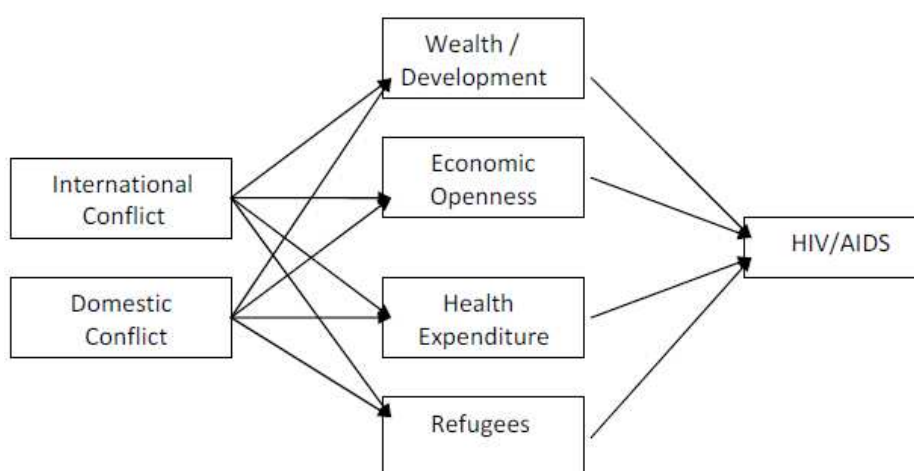 Wealth /
Development
Economic
Openness
International
Conflict
HIV/AIDS
Domestic
Conflict
Health
Expenditure
Refugees